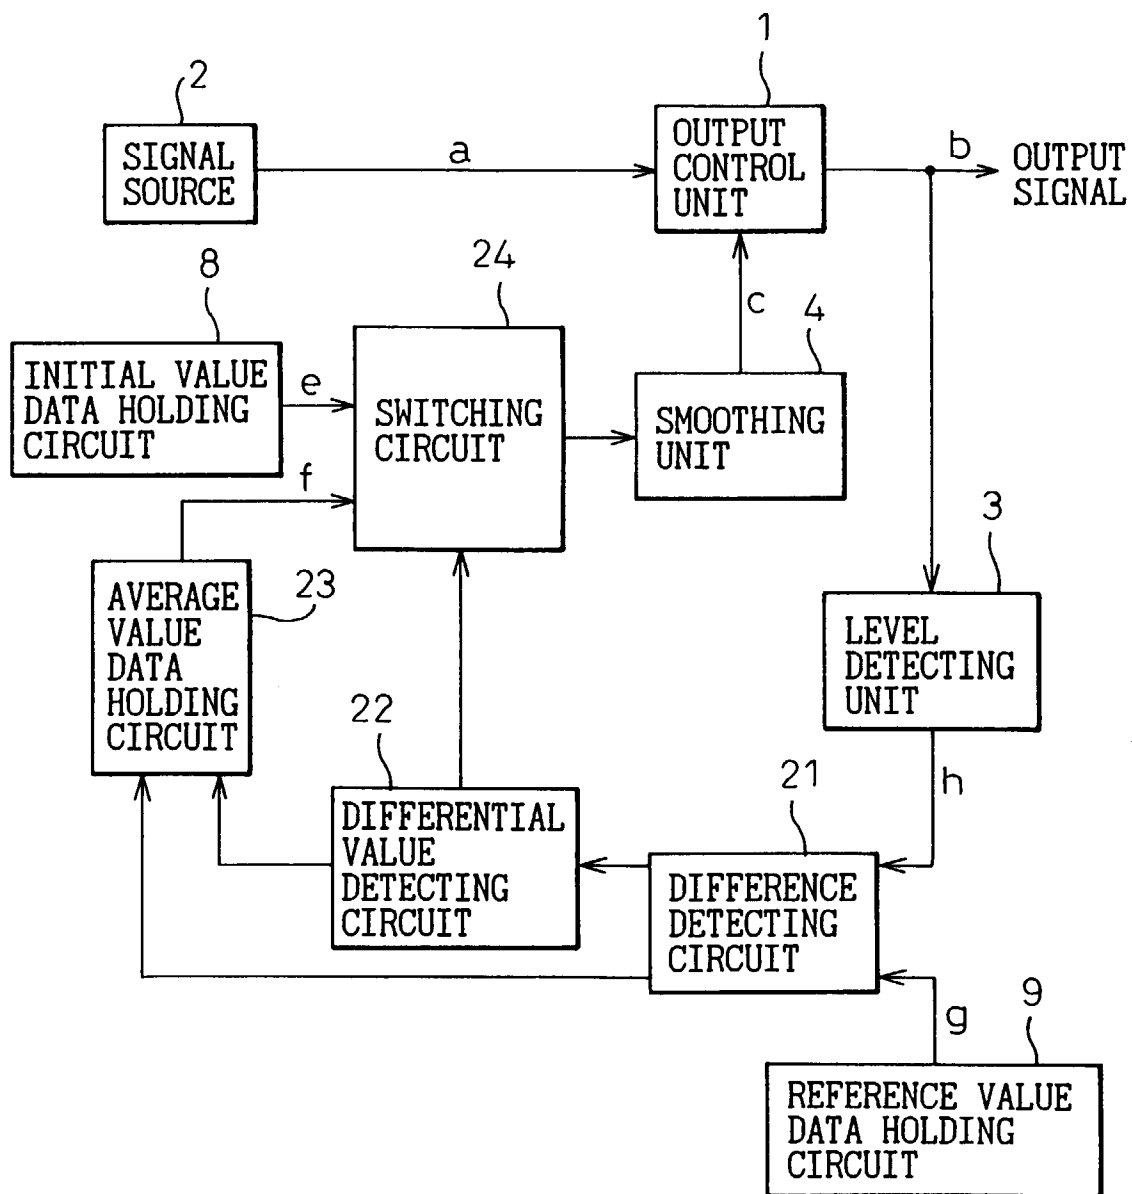 1
2
SIGNAL
SOURCE
a
OUTPUT
CONTROL
UNIT
b
OUTPUT
SIGNAL
8
24
c
4
INITIAL VALUE
DATA HOLDING
CIRCUIT
e
f
SWITCHING
CIRCUIT
SMOOTHING
UNIT
3
AVERAGE
VALUE
DATA
HOLDING
CIRCUIT
23
LEVEL
DETECTING
UNIT
22
h
21
DIFFERENTIAL
VALUE
DETECTING
CIRCUIT
DIFFERENCE
DETECTING
CIRCUIT
g
9
REFERENCE VALUE
DATA HOLDING
CIRCUIT